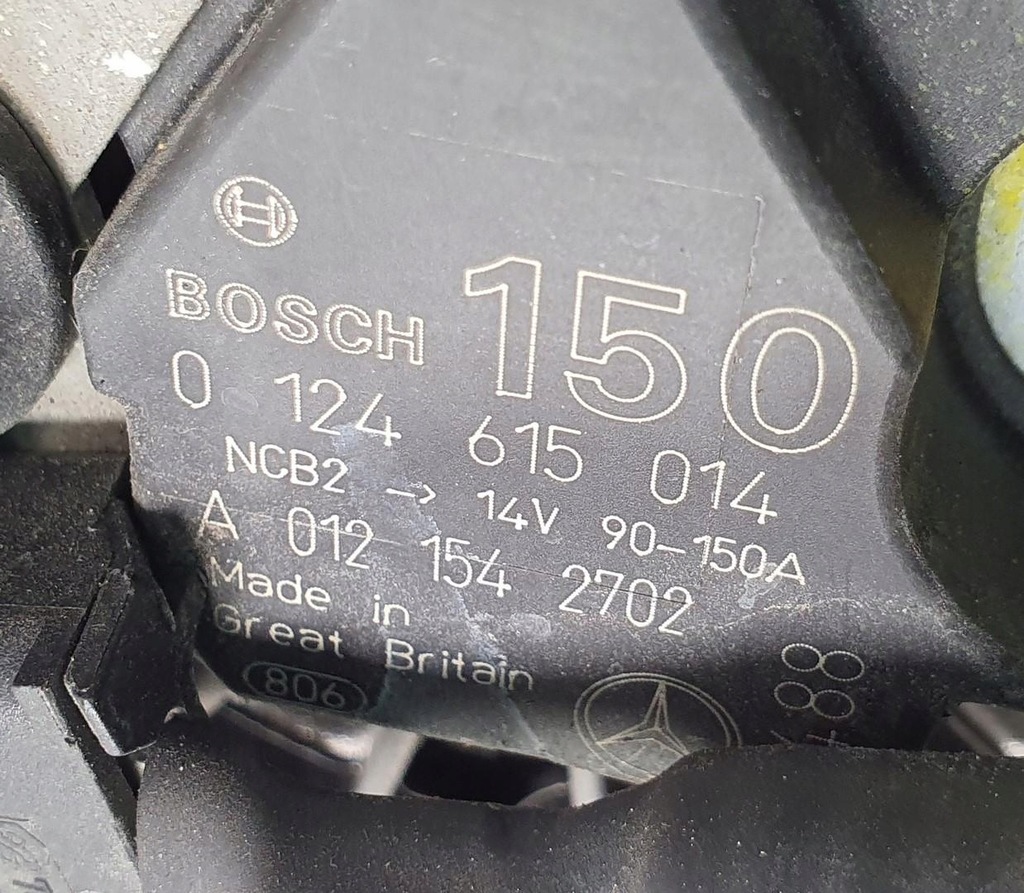 BOSCH 150
0 124 615 014
NCB2 → 14V 90-150A
A 012 154 2702
Made in
Great Britain
806